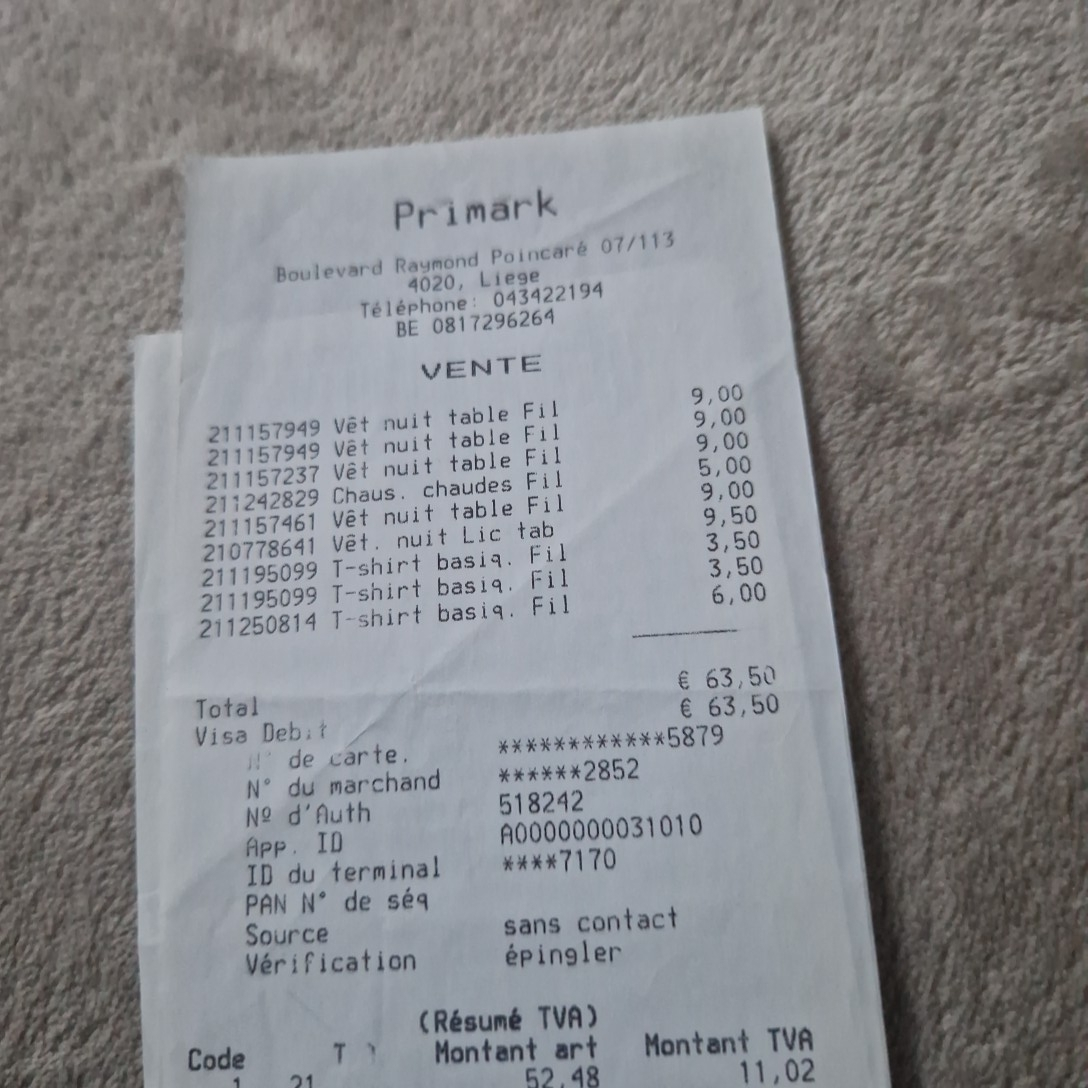 Primark
Boulevard Raymond Poincaré 07/113
4020, Liege
Téléphone: 043422194
BE 0817296264
VENTE
211157949 Vêt nuit table Fil 9,00
211157949 Vêt nuit table Fil 9,00
211157237 Vêt nuit table Fil 9,00
211242829 Chaus. chaudes Fil 5,00
211157461 Vêt nuit table Fil 9,00
210778641 Vêt. nuit Lic tab 9,50
211195099 T-shirt basiq. Fil 3,50
211195099 T-shirt basiq. Fil 3,50
211250814 T-shirt basiq. Fil 6,00
Total € 63,50
Visa Debit € 63,50
N° de carte. ************5879
N° du marchand ******2852
Nº d'Auth 518242
App. ID A0000000031010
ID du terminal ****7170
PAN N° de séq
Source sans contact
Vérification épingler
(Résumé TVA)
Code T Montant art Montant TVA
1 21 52,48 11,02